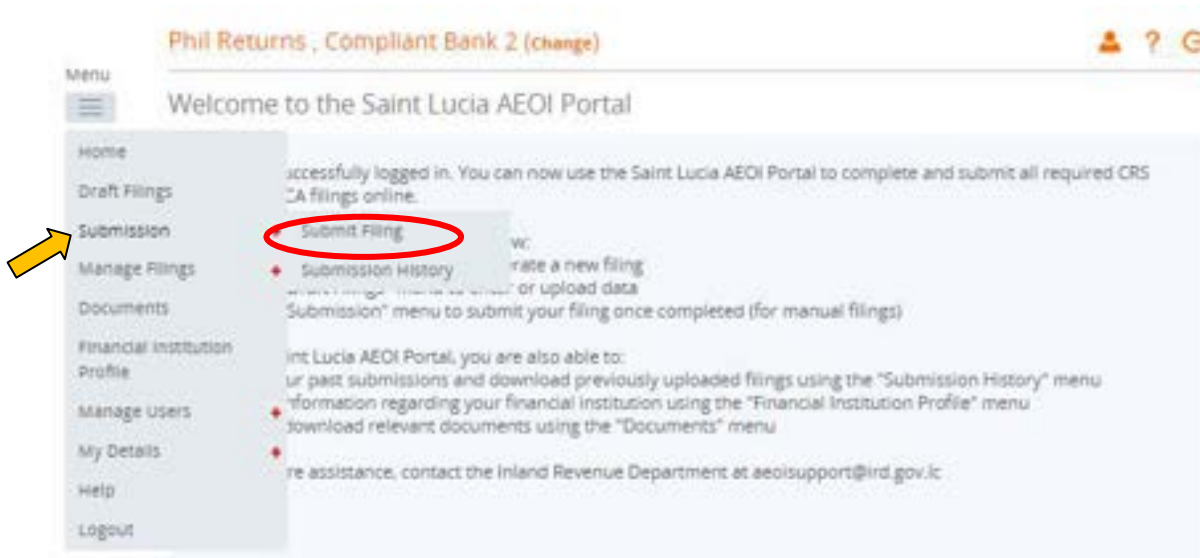 Phil Returns , Compliant Bank 2 (Change)
?
Menu
Welcome to the Saint Lucia AEOI Portal
Home
Draft Filings
Submission
Manage Filings
Documents
Financial Institution
Profile
Manage Users
My Details
Help
Logout
Submit Filing
Submission History
uccessfully logged in. You can now use the Saint Lucia AEOI Portal to complete and submit all required CRS
CA filings online.
w:
rate a new filing
or upload data
Submission" menu to submit your filing once completed (for manual filings)
int Lucia AEOI Portal, you are also able to:
ur past submissions and download previously uploaded filings using the "Submission History" menu
nformation regarding your financial institution using the "Financial Institution Profile" menu
download relevant documents using the "Documents" menu
re assistance, contact the Inland Revenue Department at aeoisupport@ird.gov.lc